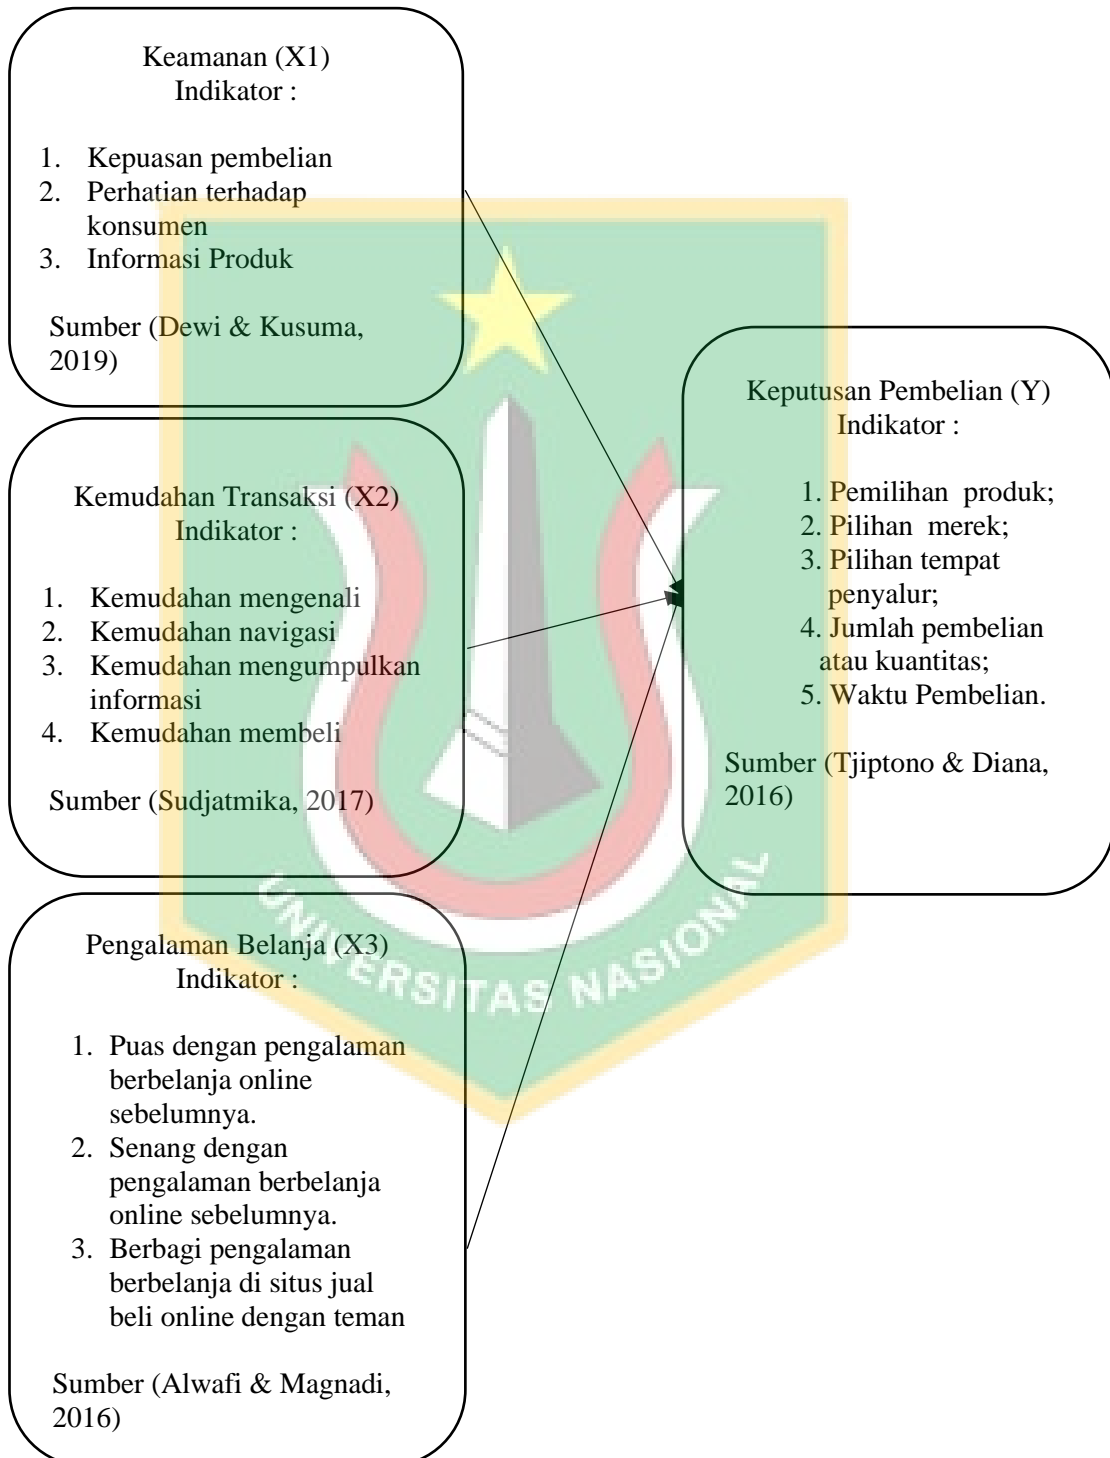 Keamanan (X1)
Indikator :
1. Kepuasan pembelian
2. Perhatian terhadap
konsumen
3. Informasi Produk
Sumber (Dewi & Kusuma,
2019)
Kemudahan Transaksi (X2)
Indikator :
1. Kemudahan mengenali
2. Kemudahan navigasi
3. Kemudahan mengumpulkan
informasi
4. Kemudahan membeli
Sumber (Sudjatmika, 2017)
Pengalaman Belanja (X3)
Indikator :
1. Puas dengan pengalaman
berbelanja online
sebelumnya.
2. Senang dengan
pengalaman berbelanja
online sebelumnya.
3. Berbagi pengalaman
berbelanja di situs jual
beli online dengan teman
Sumber (Alwafi & Magnadi,
2016)
Keputusan Pembelian (Y)
Indikator :
1. Pemilihan produk;
2. Pilihan merek;
3. Pilihan tempat
penyalur;
4. Jumlah pembelian
atau kuantitas;
5. Waktu Pembelian.
Sumber (Tjiptono & Diana,
2016)
UNIVERSITAS NASIONAL